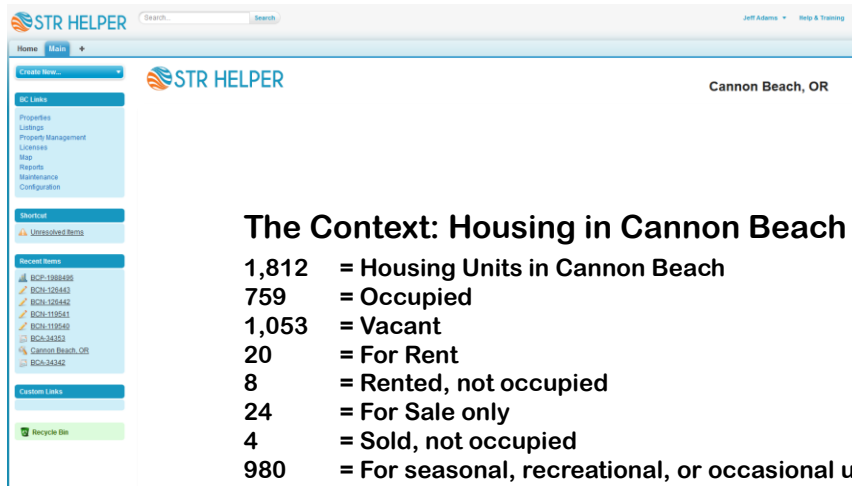 STR HELPER
Search...
Search
Jeff Adams
Help & Training
Home
Main
+
Create New...
BC Links
Properties
Listings
Property Management
Licenses
Map
Reports
Maintenance
Configuration
Shortcut
Unresolved Items
Recent Items
BCP-1988495
BCN-126443
BCN-126442
BCN-119541
BCN-119540
BCA-34353
Cannon Beach, OR
BCA-34342
Custom Links
Recycle Bin
STR HELPER
Cannon Beach, OR
The Context: Housing in Cannon Beach
1,812 = Housing Units in Cannon Beach
759 = Occupied
1,053 = Vacant
20 = For Rent
8 = Rented, not occupied
24 = For Sale only
4 = Sold, not occupied
980 = For seasonal, recreational, or occasional u